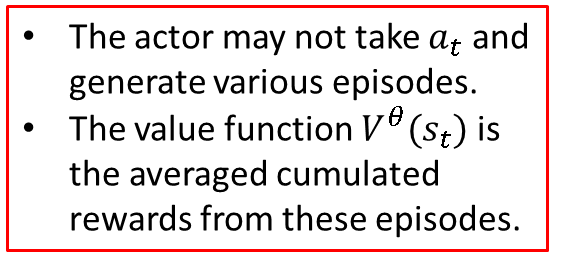 • The actor may not take aₜ and
generate various episodes.
• The value function V^θ(sₜ) is
the averaged cumulated
rewards from these episodes.